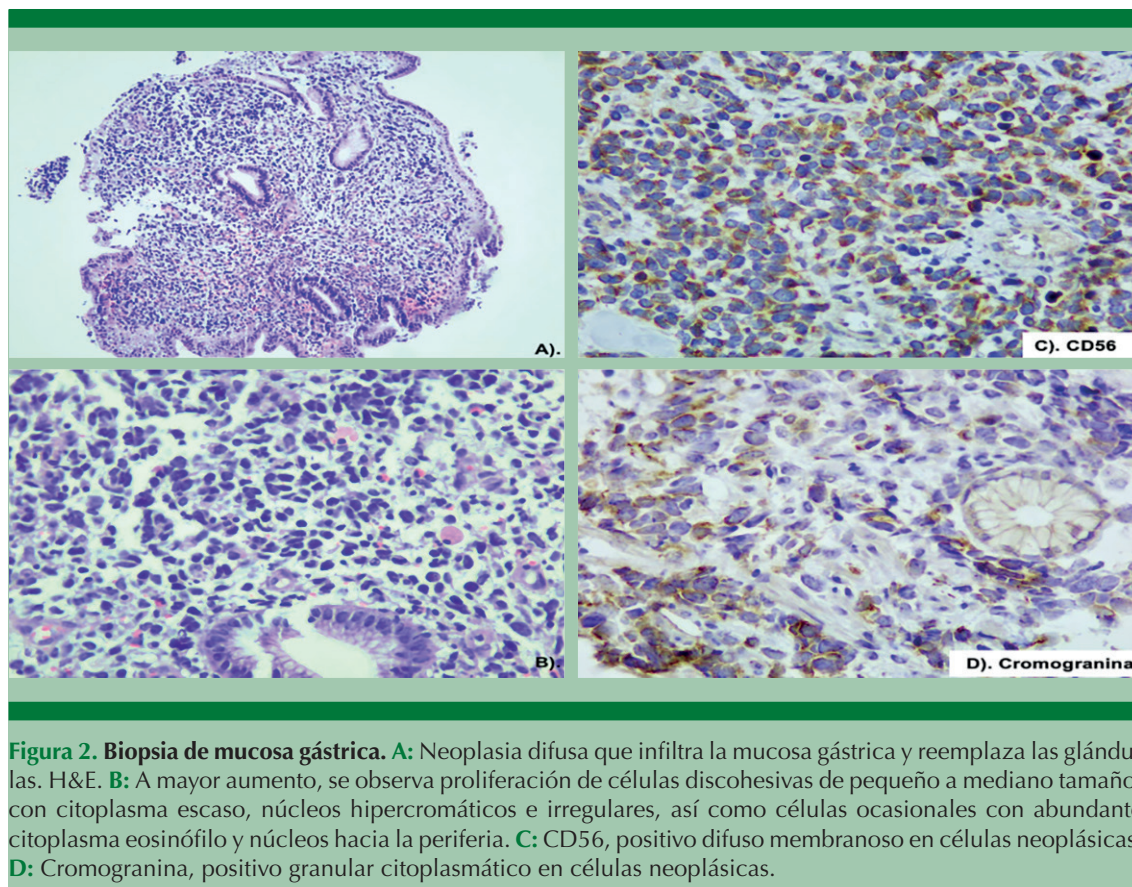 A).
C). CD56
B).
D). Cromogranina
Figura 2. Biopsia de mucosa gástrica. A: Neoplasia difusa que infiltra la mucosa gástrica y reemplaza las glándu
las. H&E. B: A mayor aumento, se observa proliferación de células discohesivas de pequeño a mediano tamaño
con citoplasma escaso, núcleos hipercromáticos e irregulares, así como células ocasionales con abundant
citoplasma eosinófilo y núcleos hacia la periferia. C: CD56, positivo difuso membranoso en células neoplásicas
D: Cromogranina, positivo granular citoplasmático en células neoplásicas.